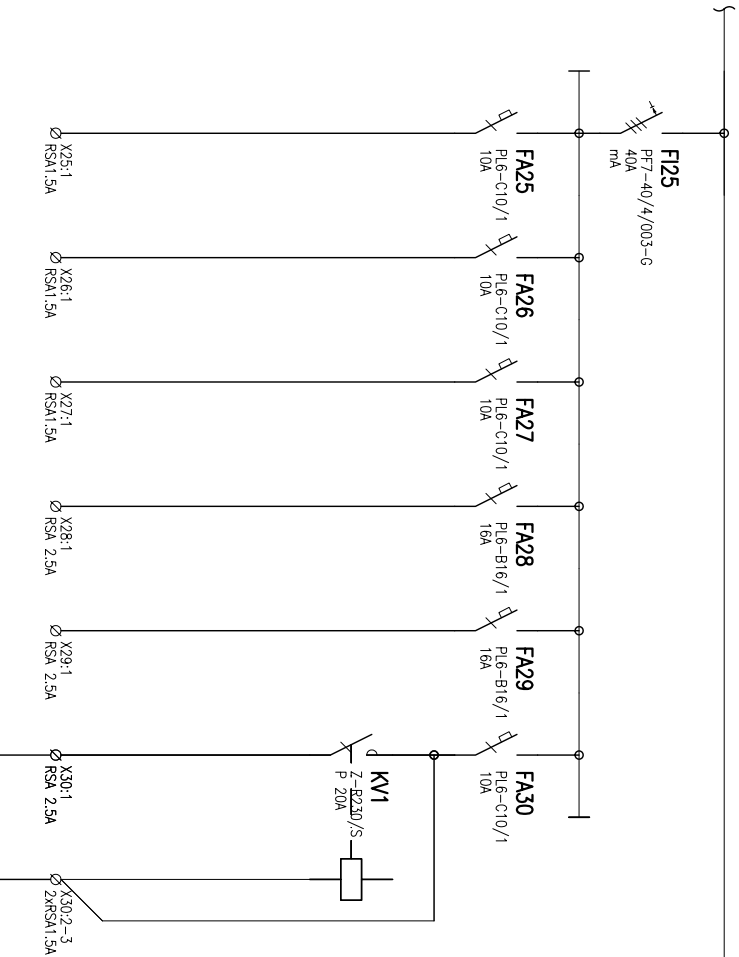 FI25
PF7-40/4/003-G
40A
mA
FA25
PL6-C10/1
10A
FA26
PL6-C10/1
10A
FA27
PL6-C10/1
10A
FA28
PL6-B16/1
16A
FA29
PL6-B16/1
16A
FA30
PL6-C10/1
10A
KV1
Z-R230/S
P 20A
X25:1
RSA1.5A
X26:1
RSA1.5A
X27:1
RSA1.5A
X28:1
RSA 2.5A
X29:1
RSA 2.5A
X30:1
RSA 2.5A
X30:2-3
2xRSA1.5A